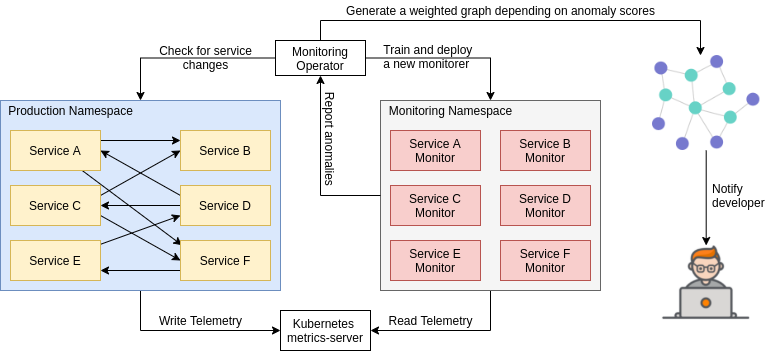 Generate a weighted graph depending on anomaly scores
Check for service
changes
Monitoring
Operator
Train and deploy
a new monitorer
Production Namespace
Service A
Service B
Service C
Service D
Service E
Service F
Report anomalies
Monitoring Namespace
Service A
Monitor
Service B
Monitor
Service C
Monitor
Service D
Monitor
Service E
Monitor
Service F
Monitor
Notify
developer
Write Telemetry
Kubernetes
metrics-server
Read Telemetry